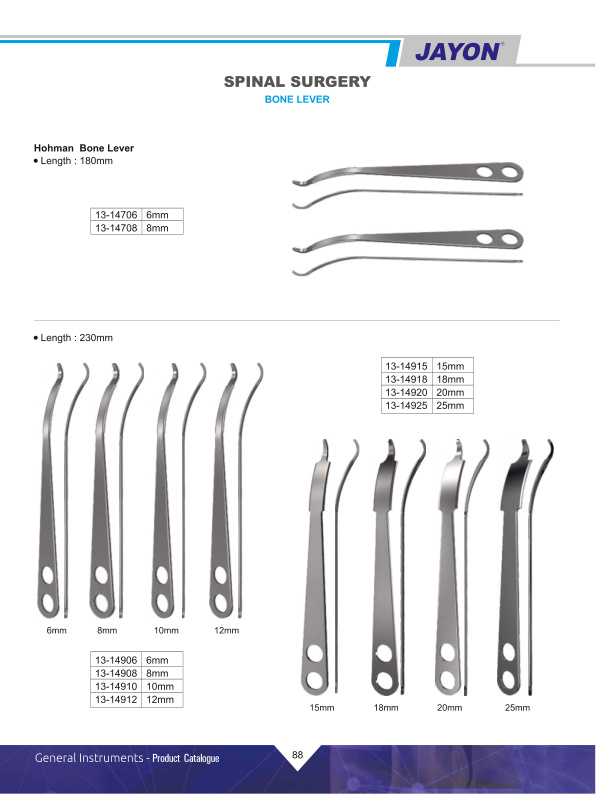 JAYON®
SPINAL SURGERY
BONE LEVER
Hohman Bone Lever
• Length : 180mm
13-14706 6mm
13-14708 8mm
• Length : 230mm
13-14915 15mm
13-14918 18mm
13-14920 20mm
13-14925 25mm
6mm 8mm 10mm 12mm
13-14906 6mm
13-14908 8mm
13-14910 10mm
13-14912 12mm
15mm 18mm 20mm 25mm
General Instruments - Product Catalogue
88